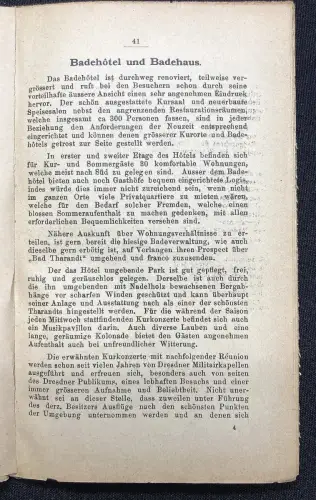 41
Badehôtel und Badehaus.
Das Badehôtel ist durchweg renoviert, teilweise ver-
grössert und ruft bei den Besuchern schon durch seine
vorteilhafte äussere Ansicht einen sehr angenehmen Eindruck
hervor. Der schön ausgestattete Kursaal und neuerbaute
Speisesalon nebst den angrenzenden Restaurationsräumen,
welche insgesamt ca 300 Personen fassen, sind in jeder
Beziehung den Anforderungen der Neuzeit entsprechend
eingerichtet und können denen grösserer Kurorte und Bade-
hôtels getrost zur Seite gestellt werden.
In erster und zweiter Etage des Hôtels befinden sich
für Kur- und Sommergäste 30 komfortable Wohnungen,
welche meist nach Süd zu gelegen sind. Ausser dem Bade-
hôtel bieten auch noch Gasthöfe bequem eingerichtete Logis,
indes würde dies immer nicht zureichend sein, wenn nicht
im ganzen Orte viele Privatquartiere zu mieten wären,
welche für den Bedarf solcher Fremden, welche einen
blossen Sommeraufenthalt zu machen gedenken, mit allen
erforderlichen Bequemlichkeiten versehen sind.
Nähere Auskunft über Wohnungsverhältnisse zu er-
teilen, ist gern bereit die hiesige Badeverwaltung, wie auch
dieselbe gern erbötig ist, auf Verlangen ihren Prospect über
„Bad Tharandt" umgehend und franco zuzusenden.
Der das Hôtel umgebende Park ist gut gepflegt, frei,
ruhig und geräuschlos gelegen. Derselbe ist auch durch
die ihn umgebenden mit Nadelholz bewachsenen Bergab-
hänge vor scharfen Winden geschützt und kann überhaupt
seiner Anlage und Ausstattung nach als einer der schönsten
Tharandts hingestellt werden. Für die während der Saison
jeden Mittwoch stattfindenden Kurkonzerte befindet sich auch
ein Musikpavillon darin. Auch diverse Lauben und eine
lange, geräumige Kolonade bietet den Gästen angenehmen
Aufenthalt auch bei unfreundlicher Witterung.
Die erwähnten Kurkonzerte mit nachfolgender Réunion
werden schon seit vielen Jahren von Dresdner Militairkapellen
ausgeführt und erfreuen sich, besonders auch von seiten
des Dresdner Publikums, eines lebhaften Besuchs und einer
immer grösseren Aufnahme und Beliebtheit. Nicht uner-
wähnt sei an dieser Stelle, dass zuweilen unter Führung
des derz. Besitzers Ausflüge nach den schönsten Punkten
der Umgebung unternommen werden und an denen sich
4